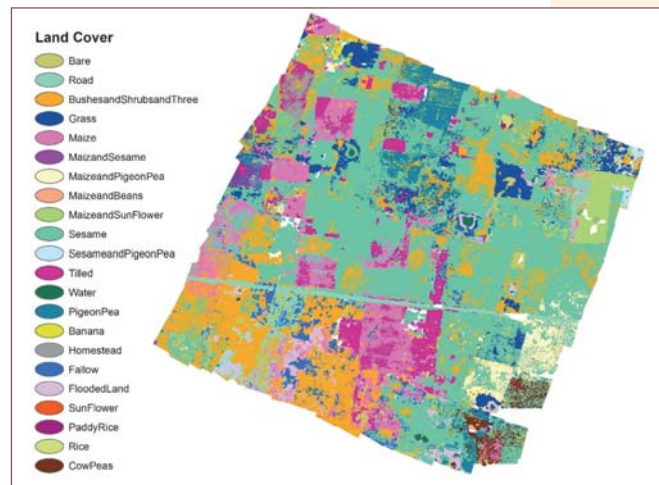 Land Cover
Bare
Road
BushesandShrubsandThree
Grass
Maize
MaizandSesame
MaizeandPigeonPea
MaizeandBeans
MaizeandSunFlower
Sesame
SesameandPigeonPea
Tilled
Water
PigeonPea
Banana
Homestead
Fallow
FloodedLand
SunFlower
PaddyRice
Rice
CowPeas